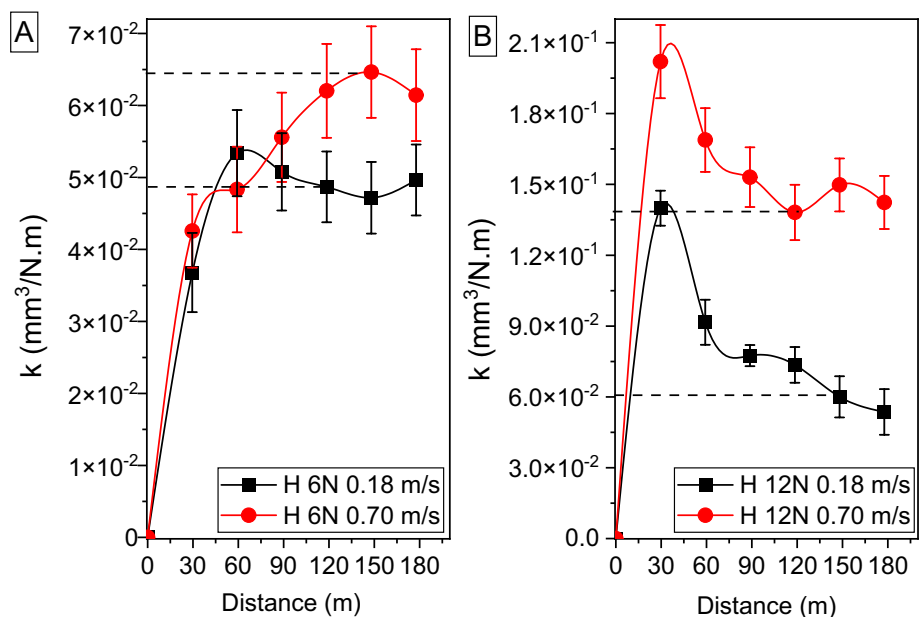 A
k (mm³/N.m)
7×10⁻²
6×10⁻²
5×10⁻²
4×10⁻²
3×10⁻²
2×10⁻²
1×10⁻²
0
0 30 60 90 120 150 180
Distance (m)
H 6N 0.18 m/s
H 6N 0.70 m/s
B
k (mm³/N.m)
2.1×10⁻¹
1.8×10⁻¹
1.5×10⁻¹
1.2×10⁻¹
9.0×10⁻²
6.0×10⁻²
3.0×10⁻²
0.0
0 30 60 90 120 150 180
Distance (m)
H 12N 0.18 m/s
H 12N 0.70 m/s